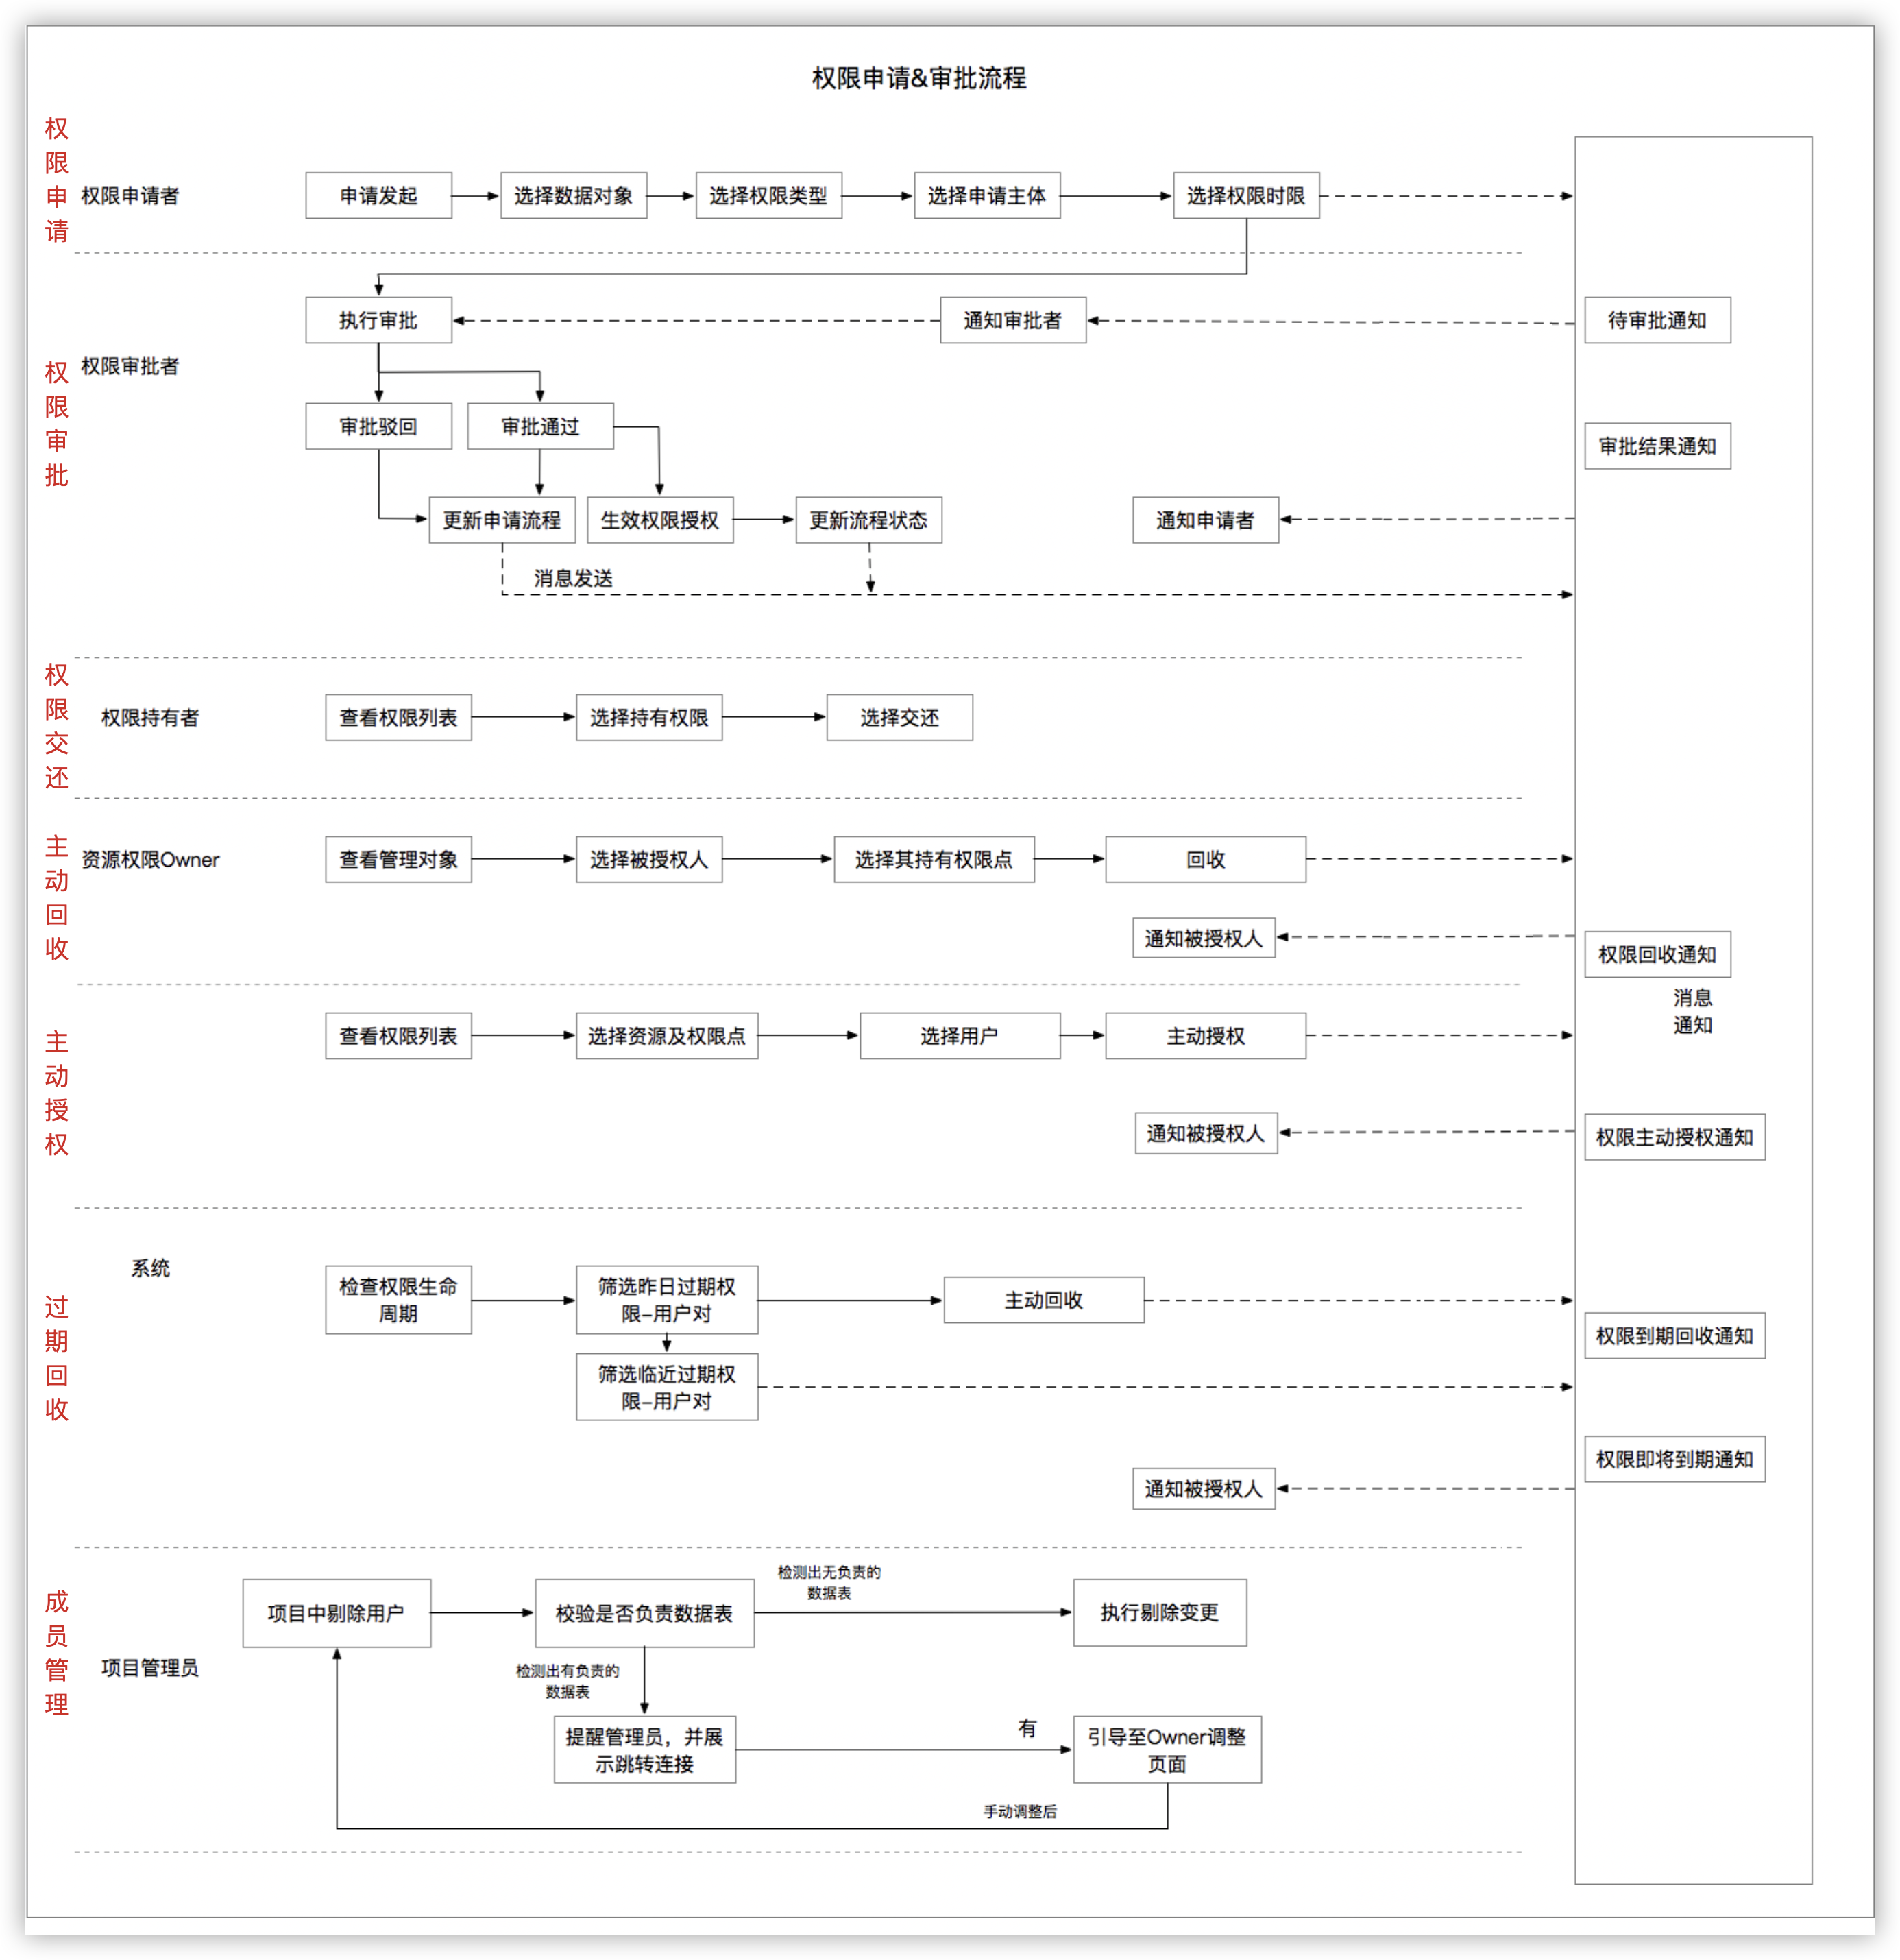 权限申请&审批流程
权限申请
权限申请者
申请发起
选择数据对象
选择权限类型
选择申请主体
选择权限时限
权限审批
权限审批者
执行审批
通知审批者
待审批通知
审批驳回
审批通过
审批结果通知
更新申请流程
生效权限授权
更新流程状态
通知申请者
消息发送
权限交还
权限持有者
查看权限列表
选择持有权限
选择交还
主动回收
资源权限Owner
查看管理对象
选择被授权人
选择其持有权限点
回收
通知被授权人
权限回收通知
消息
通知
主动授权
查看权限列表
选择资源及权限点
选择用户
主动授权
通知被授权人
权限主动授权通知
过期回收
系统
检查权限生命
周期
筛选昨日过期权
限–用户对
主动回收
权限到期回收通知
筛选临近过期权
限–用户对
权限即将到期通知
通知被授权人
成员管理
项目管理员
项目中剔除用户
校验是否负责数据表
检测出无负责的
数据表
执行剔除变更
检测出有负责的
数据表
提醒管理员，并展
示跳转连接
有
引导至Owner调整
页面
手动调整后